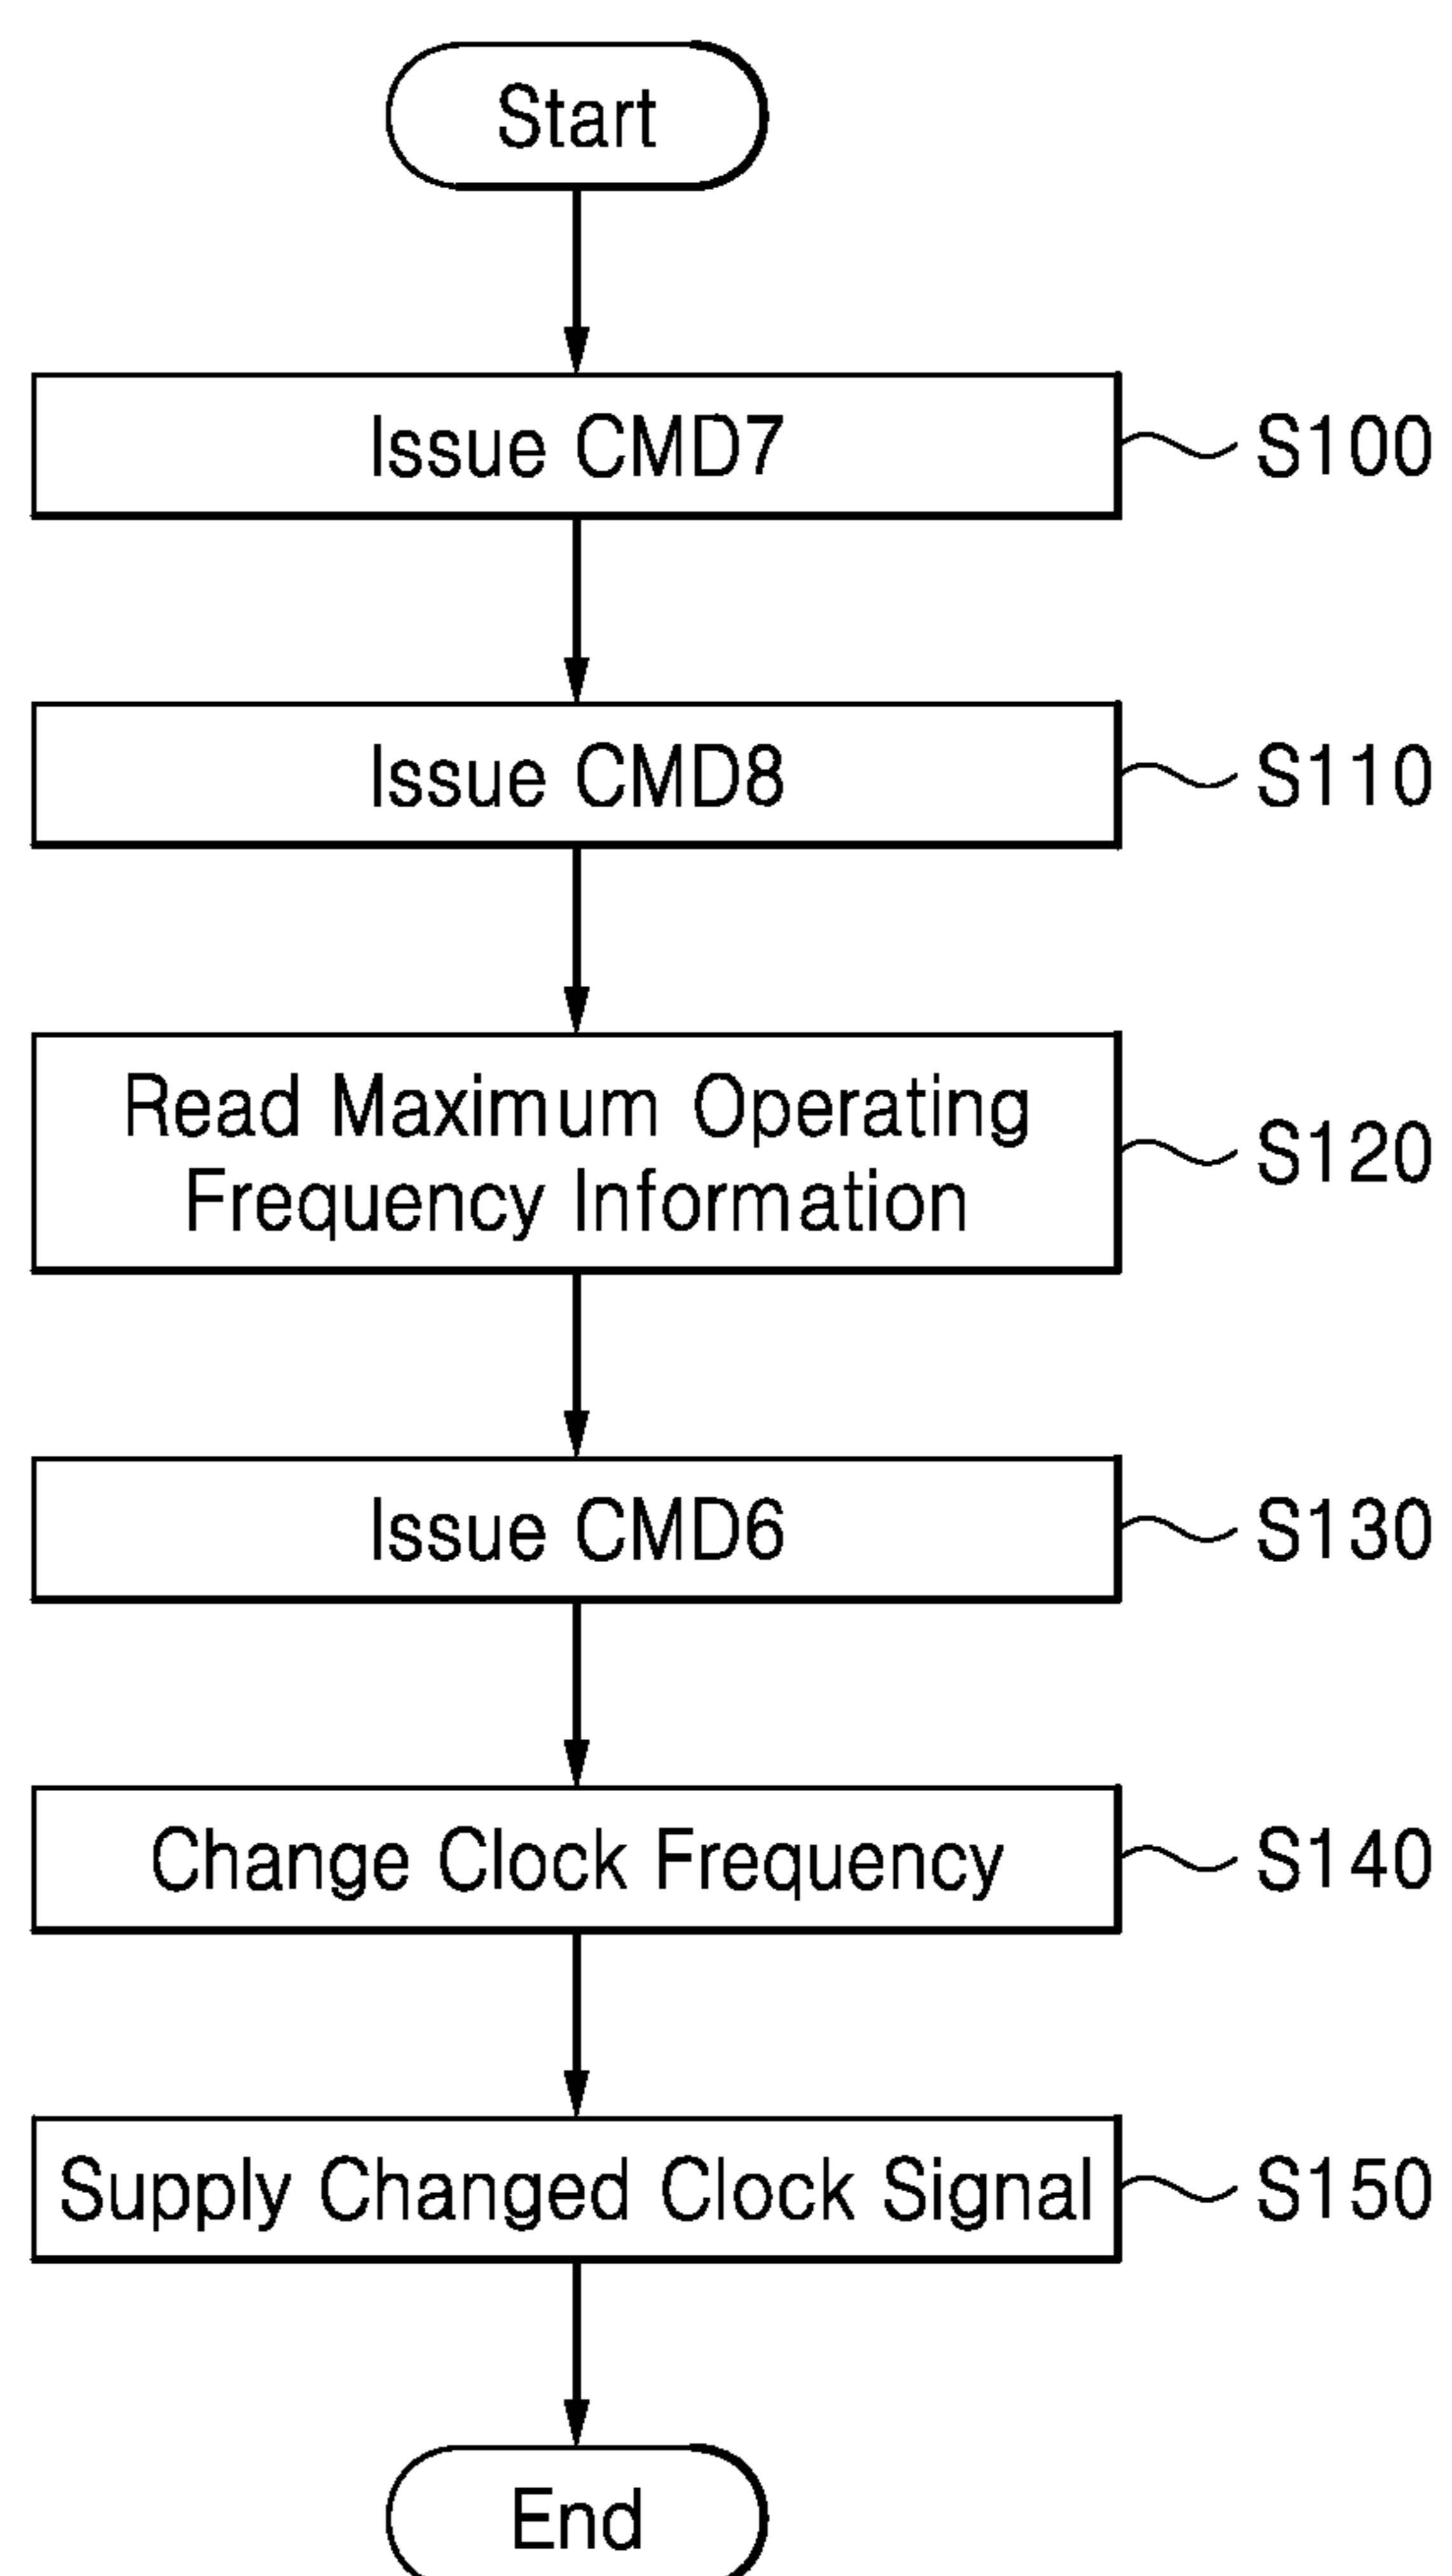 Start
Issue CMD7
S100
Issue CMD8
S110
Read Maximum Operating
Frequency Information
S120
Issue CMD6
S130
Change Clock Frequency
S140
Supply Changed Clock Signal
S150
End